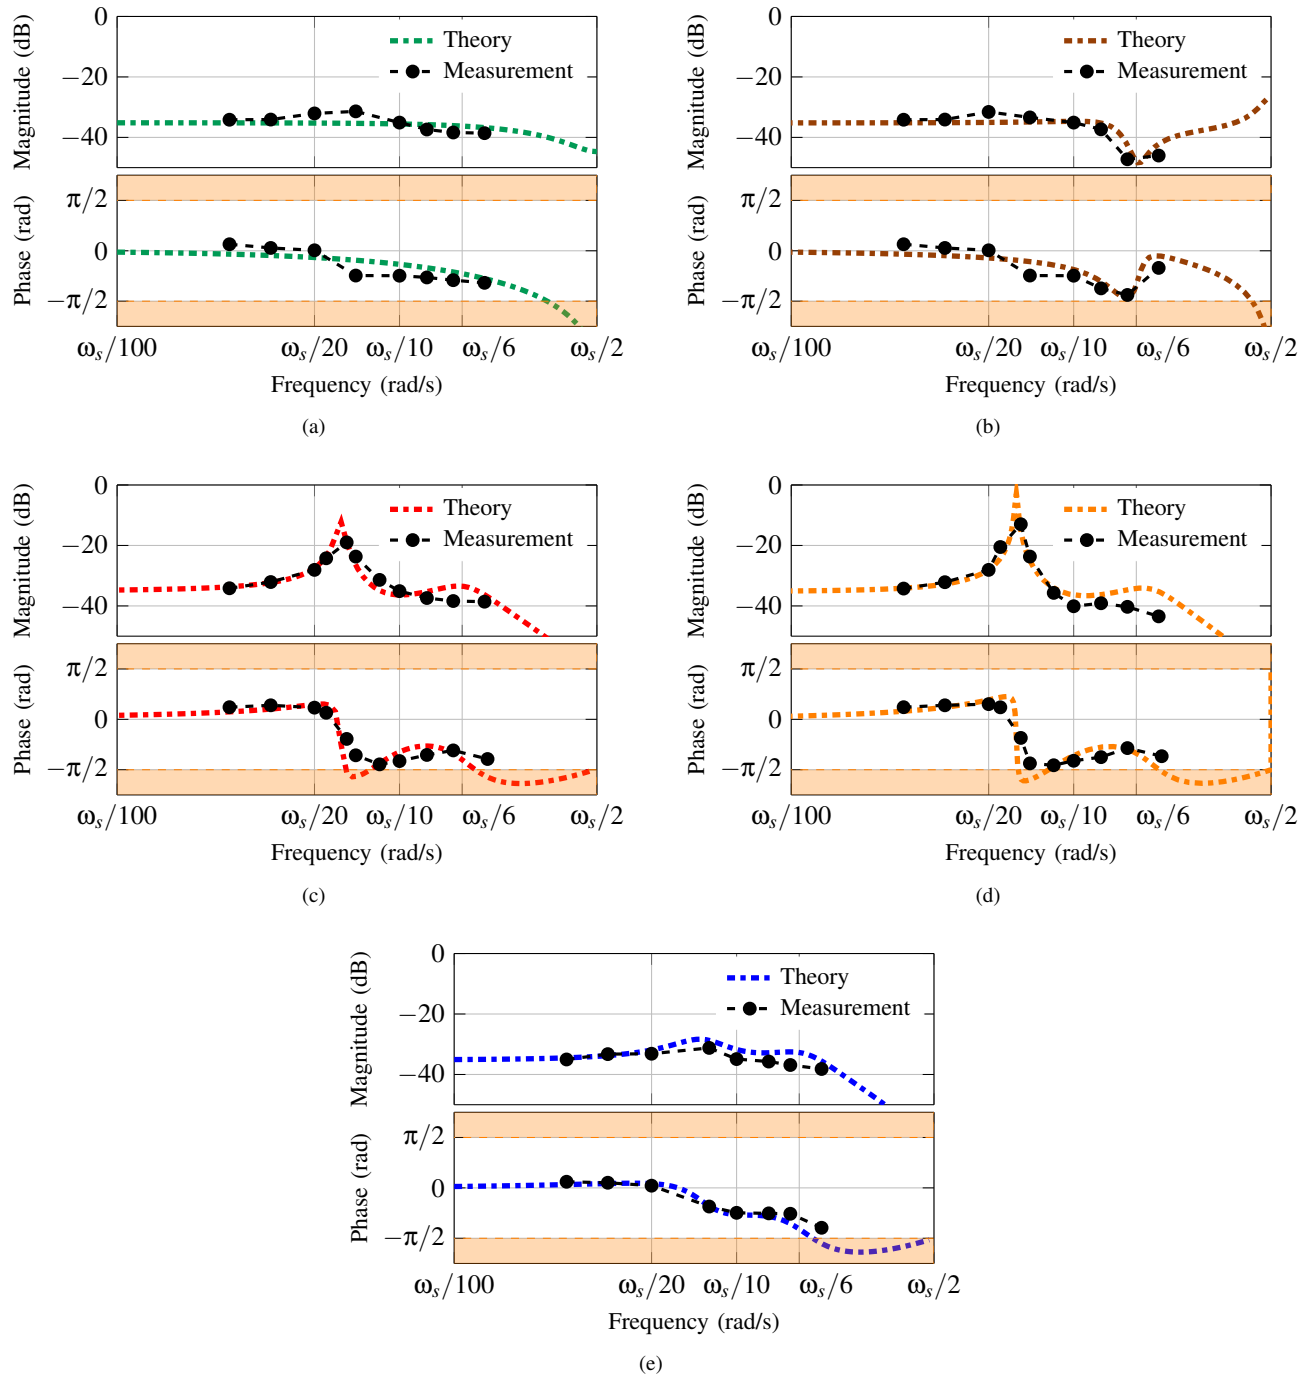 0
−20
−40
Magnitude (dB)
Theory
Measurement
π/2
0
−π/2
Phase (rad)
ωs/100 ωs/20 ωs/10 ωs/6 ωs/2
Frequency (rad/s)
(a)
0
−20
−40
Magnitude (dB)
Theory
Measurement
π/2
0
−π/2
Phase (rad)
ωs/100 ωs/20 ωs/10 ωs/6 ωs/2
Frequency (rad/s)
(b)
0
−20
−40
Magnitude (dB)
Theory
Measurement
π/2
0
−π/2
Phase (rad)
ωs/100 ωs/20 ωs/10 ωs/6 ωs/2
Frequency (rad/s)
(c)
0
−20
−40
Magnitude (dB)
Theory
Measurement
π/2
0
−π/2
Phase (rad)
ωs/100 ωs/20 ωs/10 ωs/6 ωs/2
Frequency (rad/s)
(d)
0
−20
−40
Magnitude (dB)
Theory
Measurement
π/2
0
−π/2
Phase (rad)
ωs/100 ωs/20 ωs/10 ωs/6 ωs/2
Frequency (rad/s)
(e)